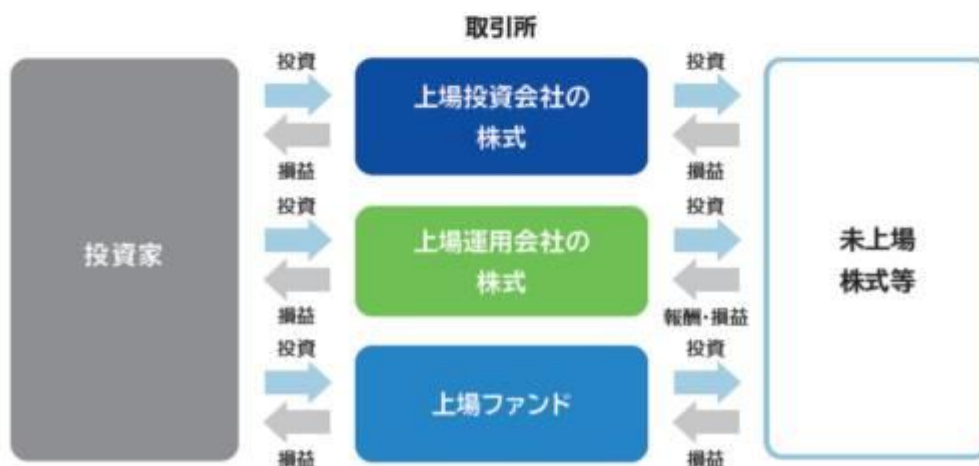 取引所
投資
投資
上場投資会社の
株式
損益
損益
投資
投資
上場運用会社の
株式
損益
報酬・損益
投資家
未上場
株式等
投資
投資
上場ファンド
損益
損益